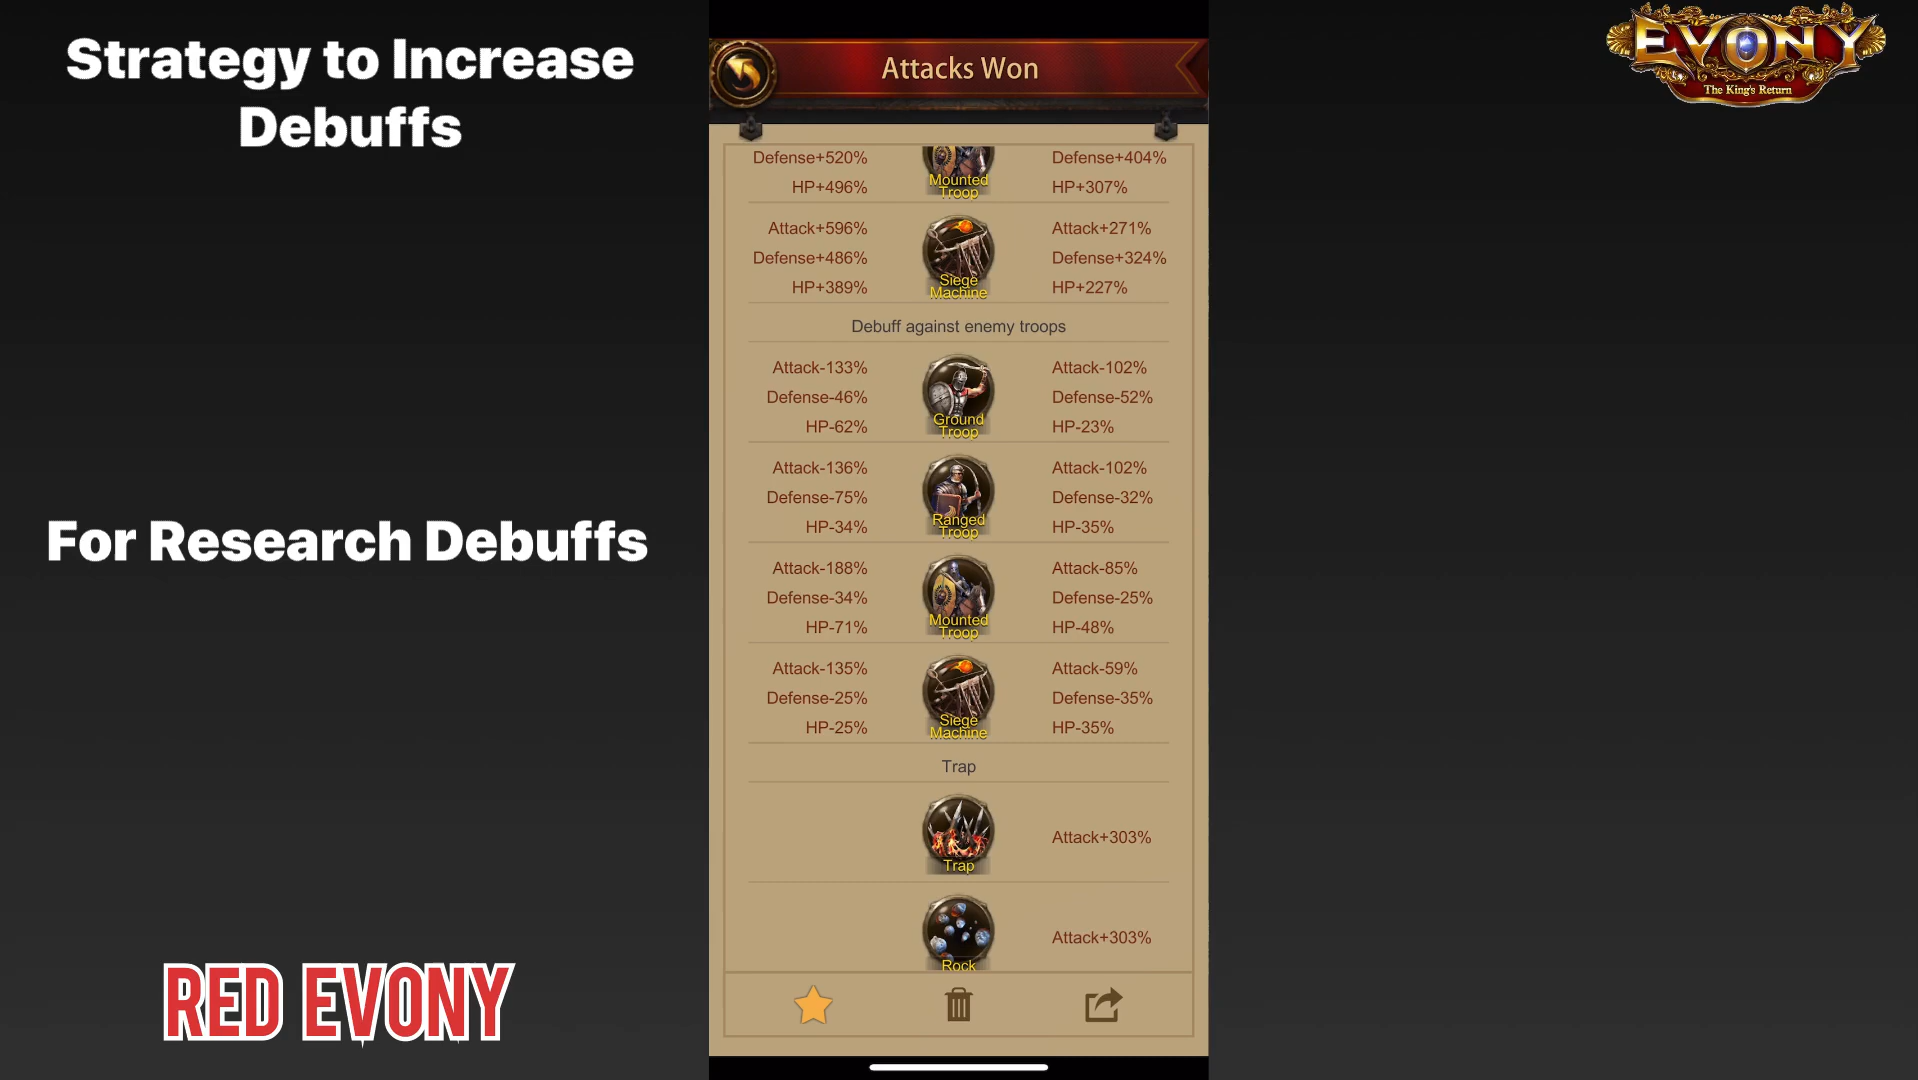 Strategy to Increase
Debuffs
For Research Debuffs
RED EVONY
Attacks Won
Defense+520%
Mounted
Troop
Defense+404%
HP+496%
HP+307%
Attack+596%
Siege
Machine
Attack+271%
Defense+486%
Defense+324%
HP+389%
HP+227%
Debuff against enemy troops
Attack-133%
Ground
Troop
Attack-102%
Defense-46%
Defense-52%
HP-62%
HP-23%
Attack-136%
Ranged
Troop
Attack-102%
Defense-75%
Defense-32%
HP-34%
HP-35%
Attack-188%
Mounted
Troop
Attack-85%
Defense-34%
Defense-25%
HP-71%
HP-48%
Attack-135%
Siege
Machine
Attack-59%
Defense-25%
Defense-35%
HP-25%
HP-35%
Trap
Trap
Attack+303%
Rock
Attack+303%
EVONY
The King's Return